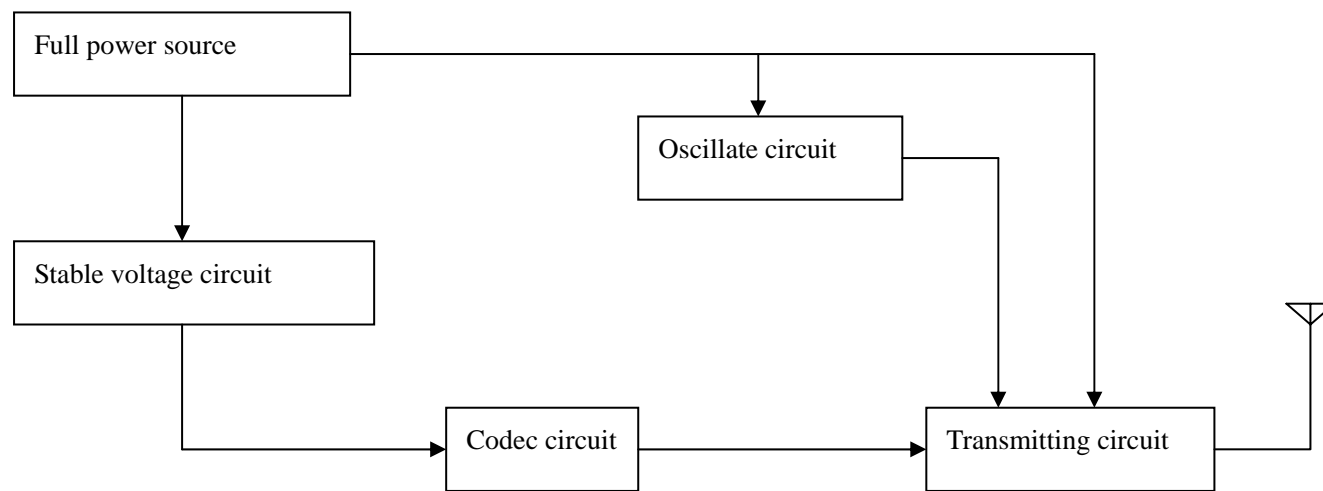 Full power source
Oscillate circuit
Stable voltage circuit
Codec circuit
Transmitting circuit